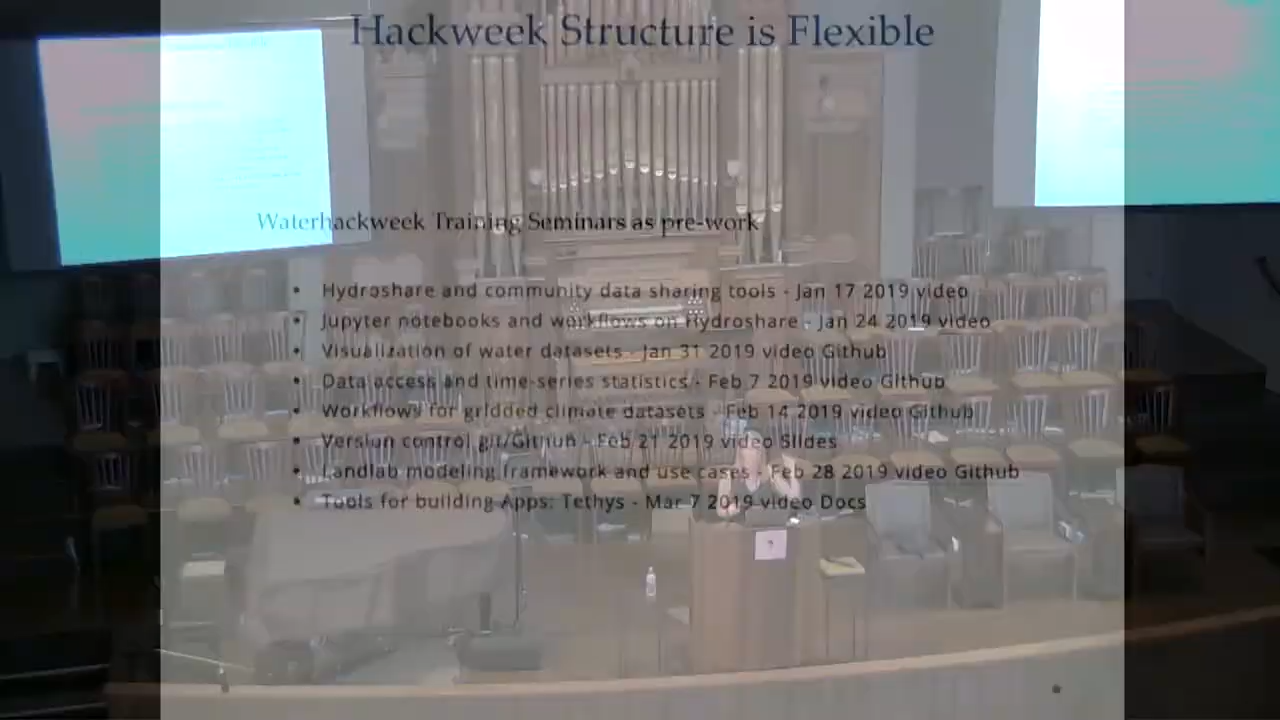 Hackweek Structure is Flexible
Waterhackweek Training Seminars as pre-work
• Hydroshare and community data sharing tools - Jan 17 2019 video
• Jupyter notebooks and workflows on Hydroshare - Jan 24 2019 video
• Visualization of water datasets - Jan 31 2019 video Github
• Data access and time-series statistics - Feb 7 2019 video Github
• Workflows for gridded climate datasets - Feb 14 2019 video Github
• Version control git/Github - Feb 21 2019 video Slides
• Landlab modeling framework and use cases - Feb 28 2019 video Github
• Tools for building Apps: Tethys - Mar 7 2019 video Docs